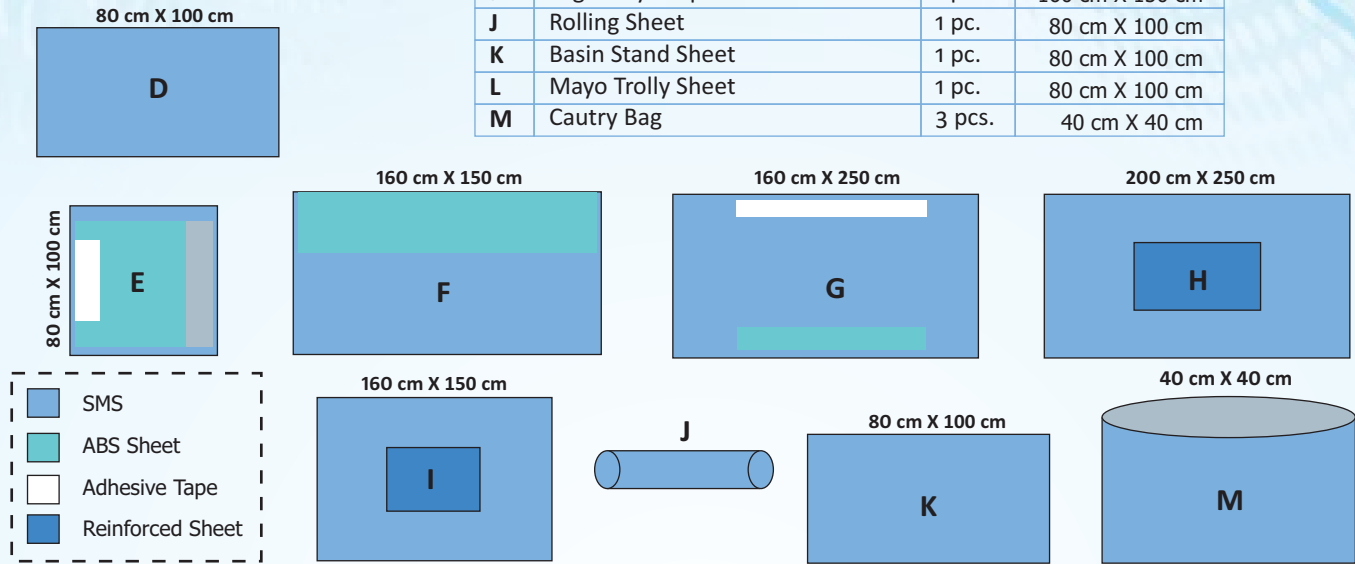 80 cm X 100 cm
D
J Rolling Sheet 1 pc. 80 cm X 100 cm
K Basin Stand Sheet 1 pc. 80 cm X 100 cm
L Mayo Trolly Sheet 1 pc. 80 cm X 100 cm
M Cautry Bag 3 pcs. 40 cm X 40 cm
80 cm X 100 cm
E
160 cm X 150 cm
F
160 cm X 250 cm
G
200 cm X 250 cm
H
SMS
ABS Sheet
Adhesive Tape
Reinforced Sheet
160 cm X 150 cm
I
J
80 cm X 100 cm
K
40 cm X 40 cm
M